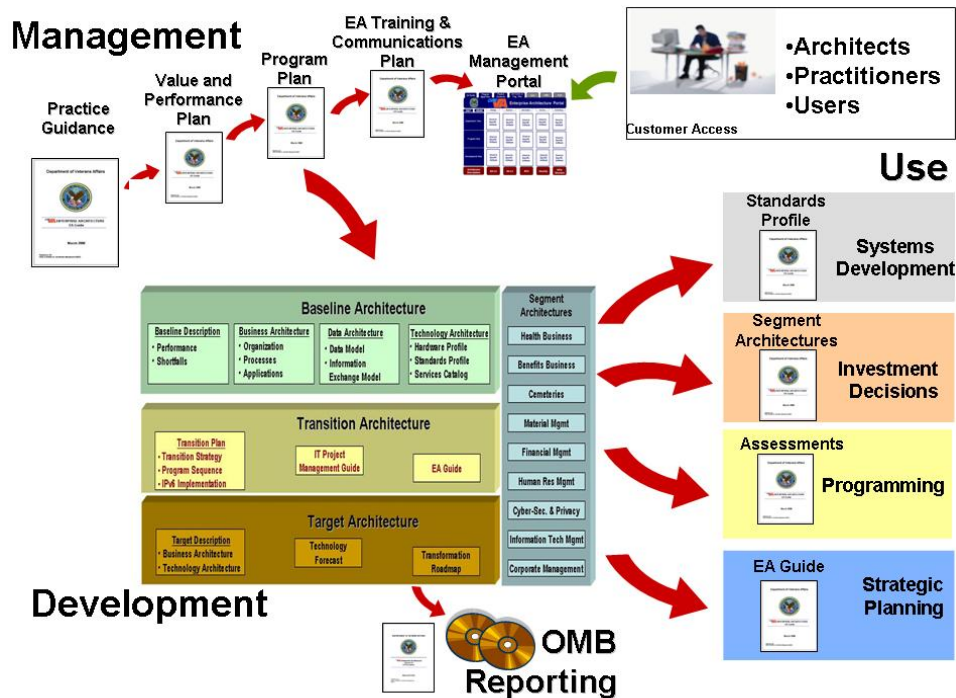 Management
Practice
Guidance
Value and
Performance
Plan
Program
Plan
EA Training &
Communications
Plan
EA
Management
Portal
Enterprise Architecture Portal
Customer Access
•Architects
•Practitioners
•Users
Department of Veterans Affairs
Use
Standards
Profile
Systems
Development
Segment
Architectures
Investment
Decisions
Assessments
Programming
EA Guide
Strategic
Planning
Baseline Architecture
Baseline Description
• Performance
• Shortfalls
Business Architecture
• Organization
• Processes
• Applications
Data Architecture
• Data Model
• Information
Exchange Model
Technology Architecture
• Hardware Profile
• Standards Profile
• Services Catalog
Transition Architecture
Transition Plan
• Transition Strategy
• Program Sequence
• IPv6 Implementation
IT Project
Management Guide
EA Guide
Target Architecture
Target Description
• Business Architecture
• Technology Architecture
Technology
Forecast
Transformation
Roadmap
Segment
Architectures
Health Business
Benefits Business
Cemeteries
Material Mgmt
Financial Mgmt
Human Res Mgmt
Cyber-Sec. & Privacy
Information Tech Mgmt
Corporate Management
Development
OMB
Reporting